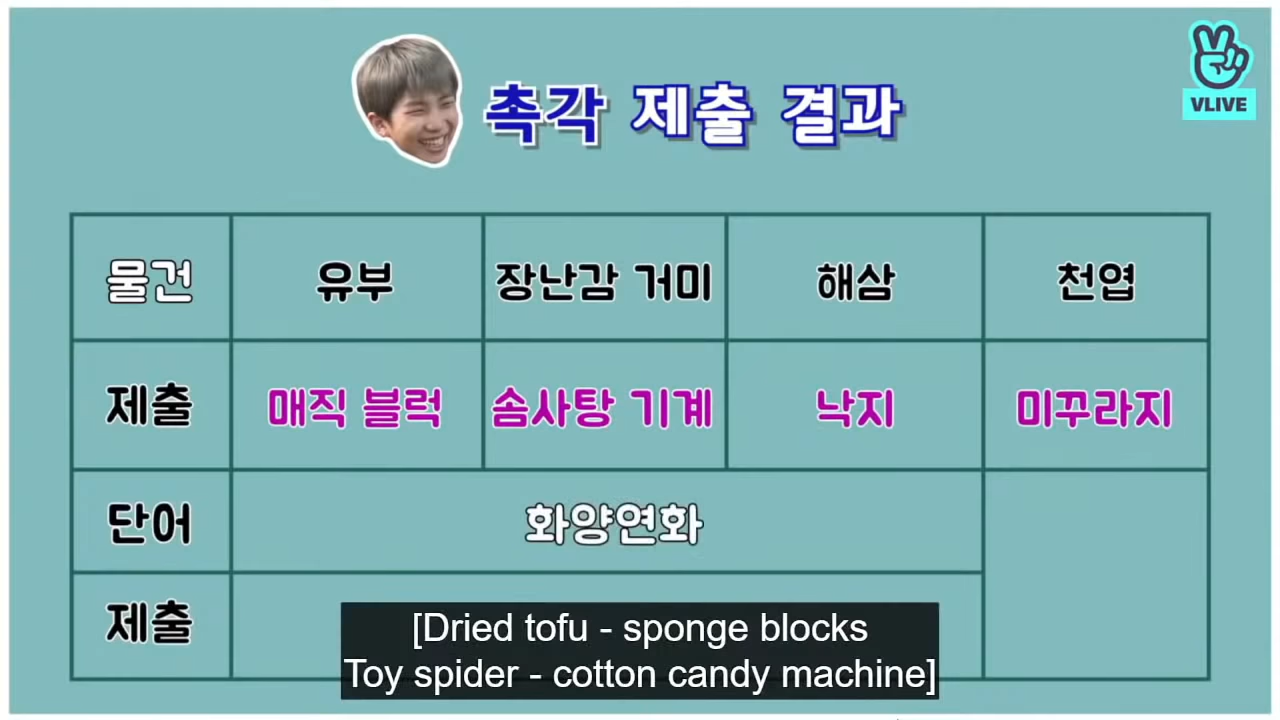 촉각 제출 결과
VLIVE
물건 유부 장난감 거미 해삼 천엽
제출 매직 블럭 솜사탕 기계 낙지 미꾸라지
단어 화양연화
제출
[Dried tofu - sponge blocks
Toy spider - cotton candy machine]